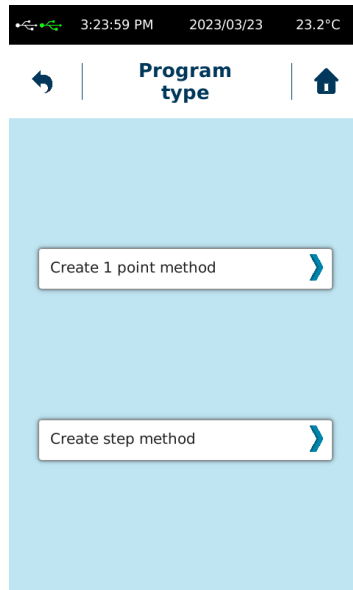 3:23:59 PM 2023/03/23 23.2°C
Program
type
Create 1 point method
Create step method